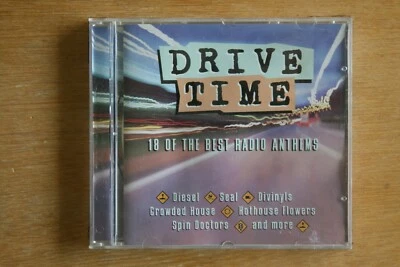 DRIVE
TIME
18 OF THE BEST RADIO ANTHEMS
Diesel Seal Divinyls
Crowded House Hothouse Flowers
Spin Doctors and more